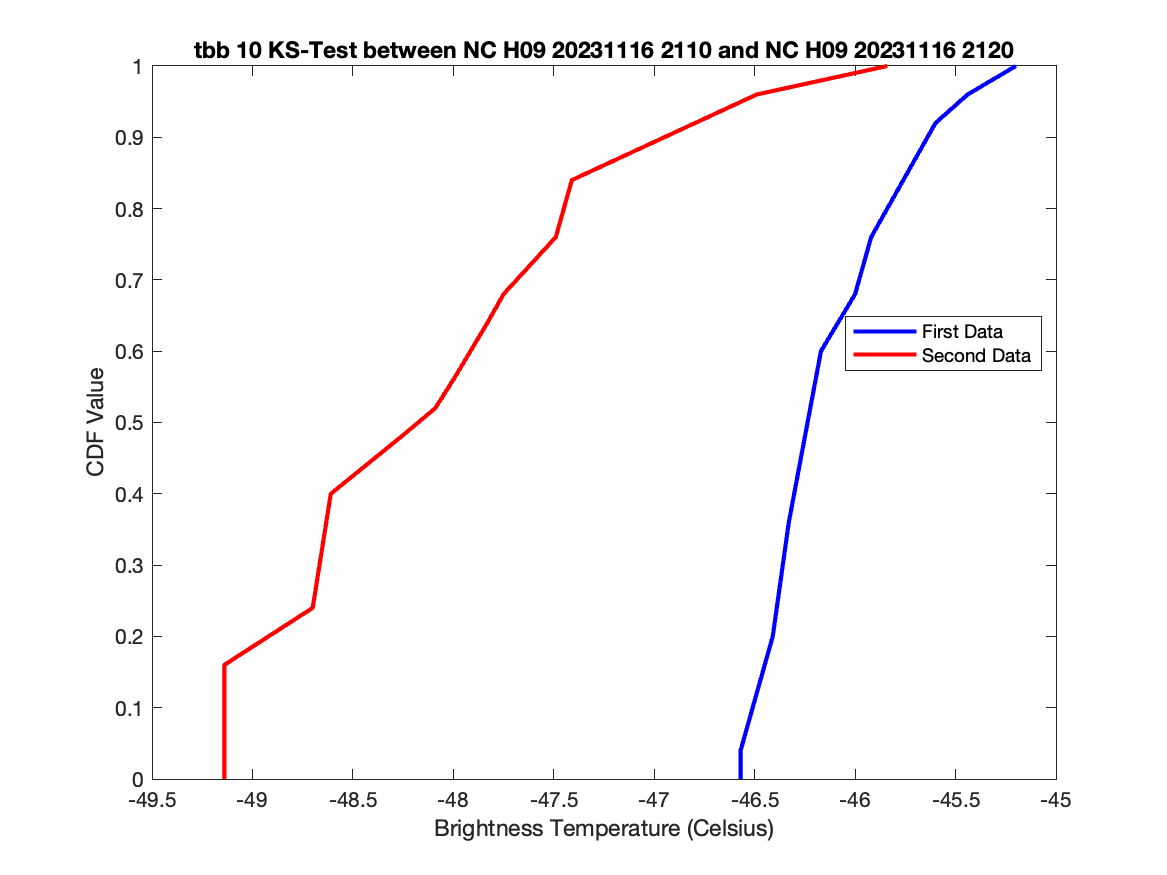 tbb 10 KS-Test between NC H09 20231116 2110 and NC H09 20231116 2120
1
0.9
0.8
0.7
0.6
0.5
0.4
0.3
0.2
0.1
0
CDF Value
First Data
Second Data
-49.5 -49 -48.5 -48 -47.5 -47 -46.5 -46 -45.5 -45
Brightness Temperature (Celsius)